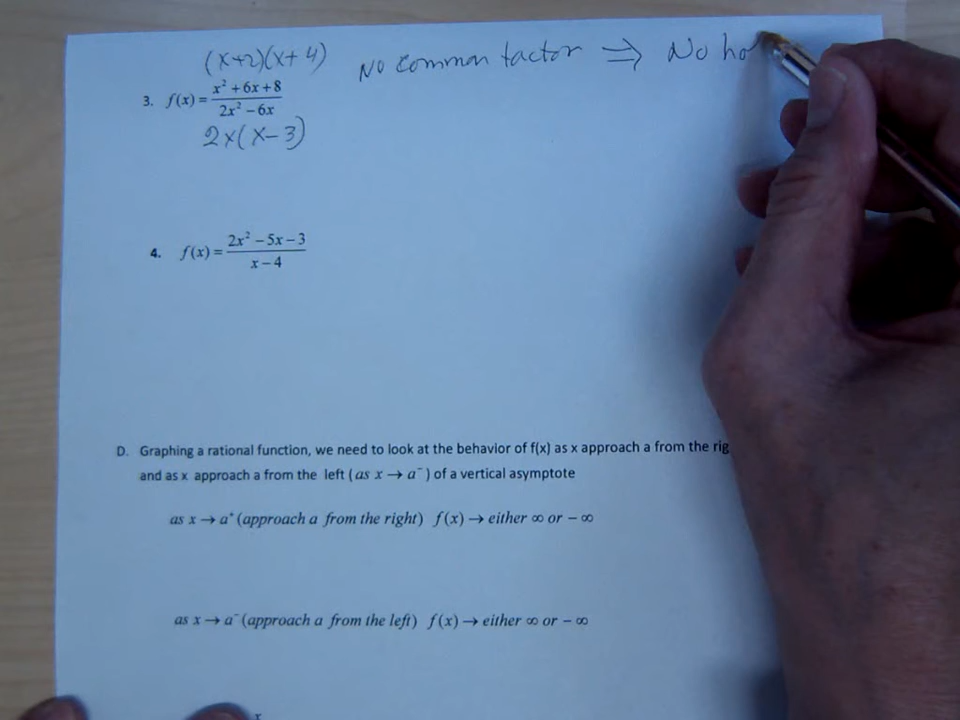 (x+2)(x+4) No common factor ⇒ No ho
3. f(x) = (x² + 6x + 8)/(2x² − 6x)
2x(x−3)
4. f(x) = (2x² − 5x − 3)/(x − 4)
D. Graphing a rational function, we need to look at the behavior of f(x) as x approach a from the rig
and as x approach a from the left (as x → a⁻) of a vertical asymptote
as x → a⁺ (approach a from the right) f(x) → either ∞ or − ∞
as x → a⁻ (approach a from the left) f(x) → either ∞ or − ∞
x